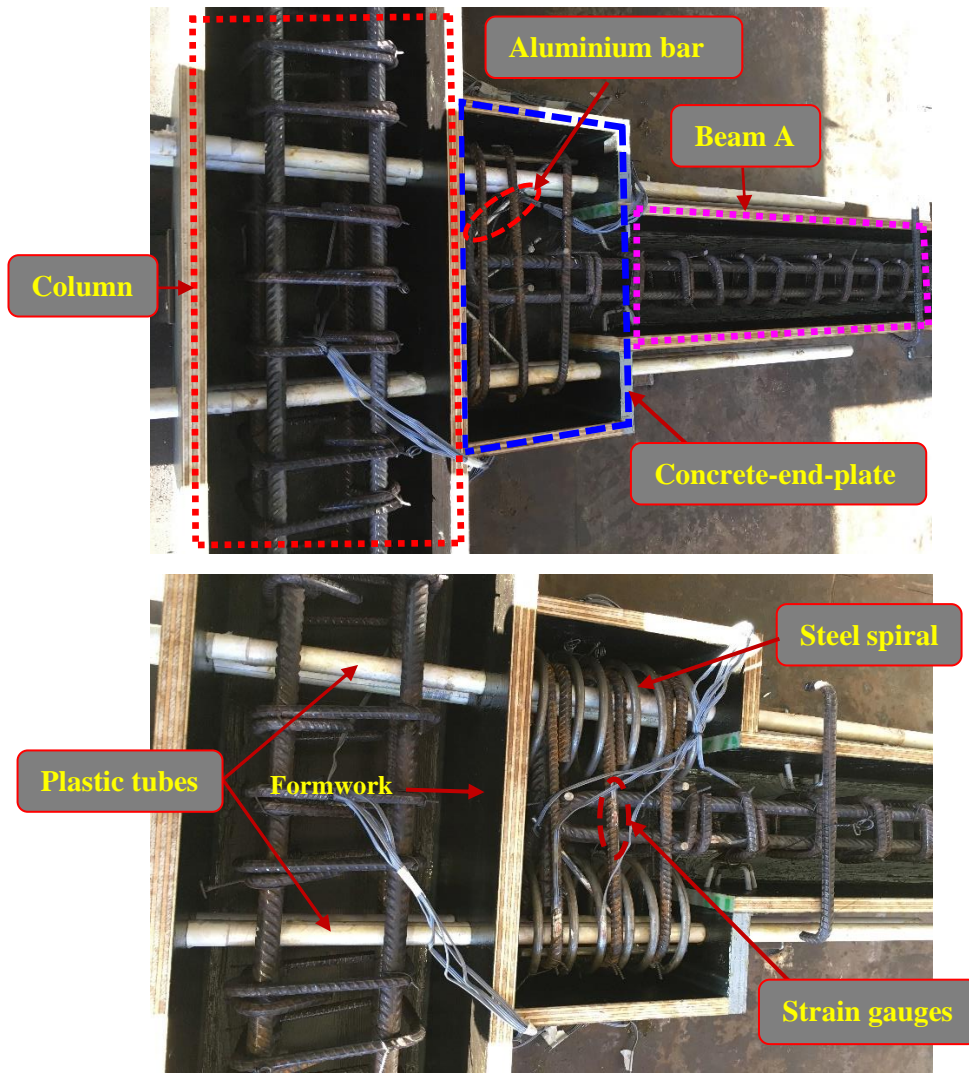 Aluminium bar
Beam A
Column
Concrete-end-plate
Steel spiral
Plastic tubes
Formwork
Strain gauges